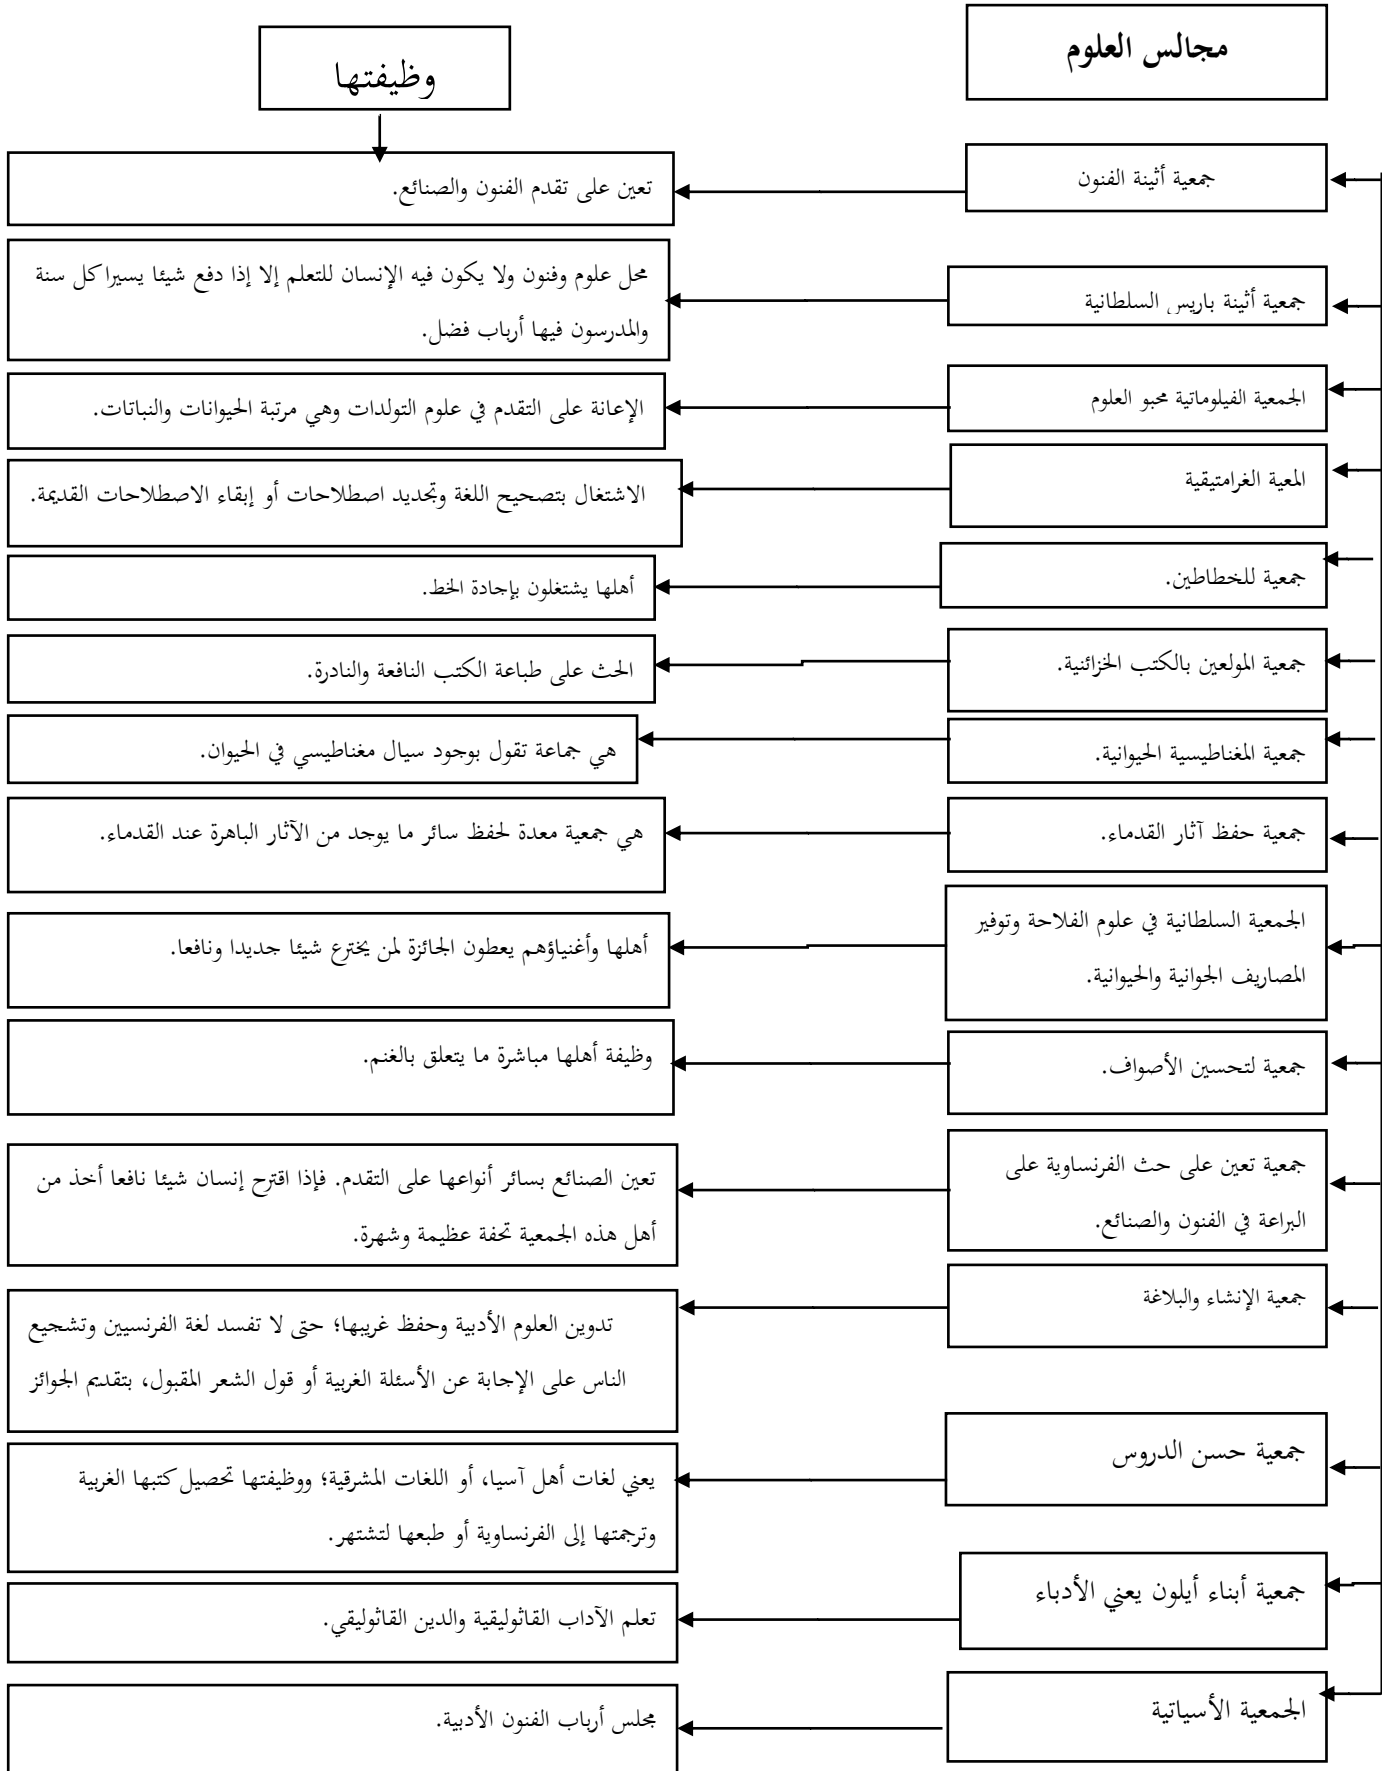 مجالس العلوم
وظيفتها
جمعية أثينة الفنون
تعين على تقدم الفنون والصنائع.
جمعية أثينة باريس السلطانية
محل علوم وفنون ولا يكون فيه الإنسان للتعلم إلا إذا دفع شيئا يسيرا كل سنة
والمدرسون فيها أرباب فضل.
الجمعية الفيلوماتية محبو العلوم
الإعانة على التقدم في علوم التولدات وهي مرتبة الحيوانات والنباتات.
المعية الغرامتيقية
الاشتغال بتصحيح اللغة وتجديد اصطلاحات أو إبقاء الاصطلاحات القديمة.
جمعية للخطاطين.
أهلها يشتغلون بإجادة الخط.
جمعية المولعين بالكتب الخزائنية.
الحث على طباعة الكتب النافعة والنادرة.
جمعية المغناطيسية الحيوانية.
هي جماعة تقول بوجود سيال مغناطيسي في الحيوان.
جمعية حفظ آثار القدماء.
هي جمعية معدة لحفظ سائر ما يوجد من الآثار الباهرة عند القدماء.
الجمعية السلطانية في علوم الفلاحة وتوفير
المصاريف الجوانية والحيوانية.
أهلها وأغنياؤهم يعطون الجائزة لمن يخترع شيئا جديدا ونافعا.
جمعية لتحسين الأصواف.
وظيفة أهلها مباشرة ما يتعلق بالغنم.
جمعية تعين على حث الفرنساوية على
البراعة في الفنون والصنائع.
تعين الصنائع بسائر أنواعها على التقدم. فإذا اقترح إنسان شيئا نافعا أخذ من
أهل هذه الجمعية تحفة عظيمة وشهرة.
جمعية الإنشاء والبلاغة
تدوين العلوم الأدبية وحفظ غريبها؛ حتى لا تفسد لغة الفرنسيين وتشجيع
الناس على الإجابة عن الأسئلة الغريبة أو قول الشعر المقبول، بتقديم الجوائز
جمعية حسن الدروس
يعني لغات أهل آسيا، أو اللغات المشرقية؛ ووظيفتها تحصيل كتبها الغريبة
وترجمتها إلى الفرنساوية أو طبعها لتشتهر.
جمعية أبناء أيلون يعني الأدباء
تعلم الآداب القاثوليقية والدين القاثوليقي.
الجمعية الأسياتية
مجلس أرباب الفنون الأدبية.